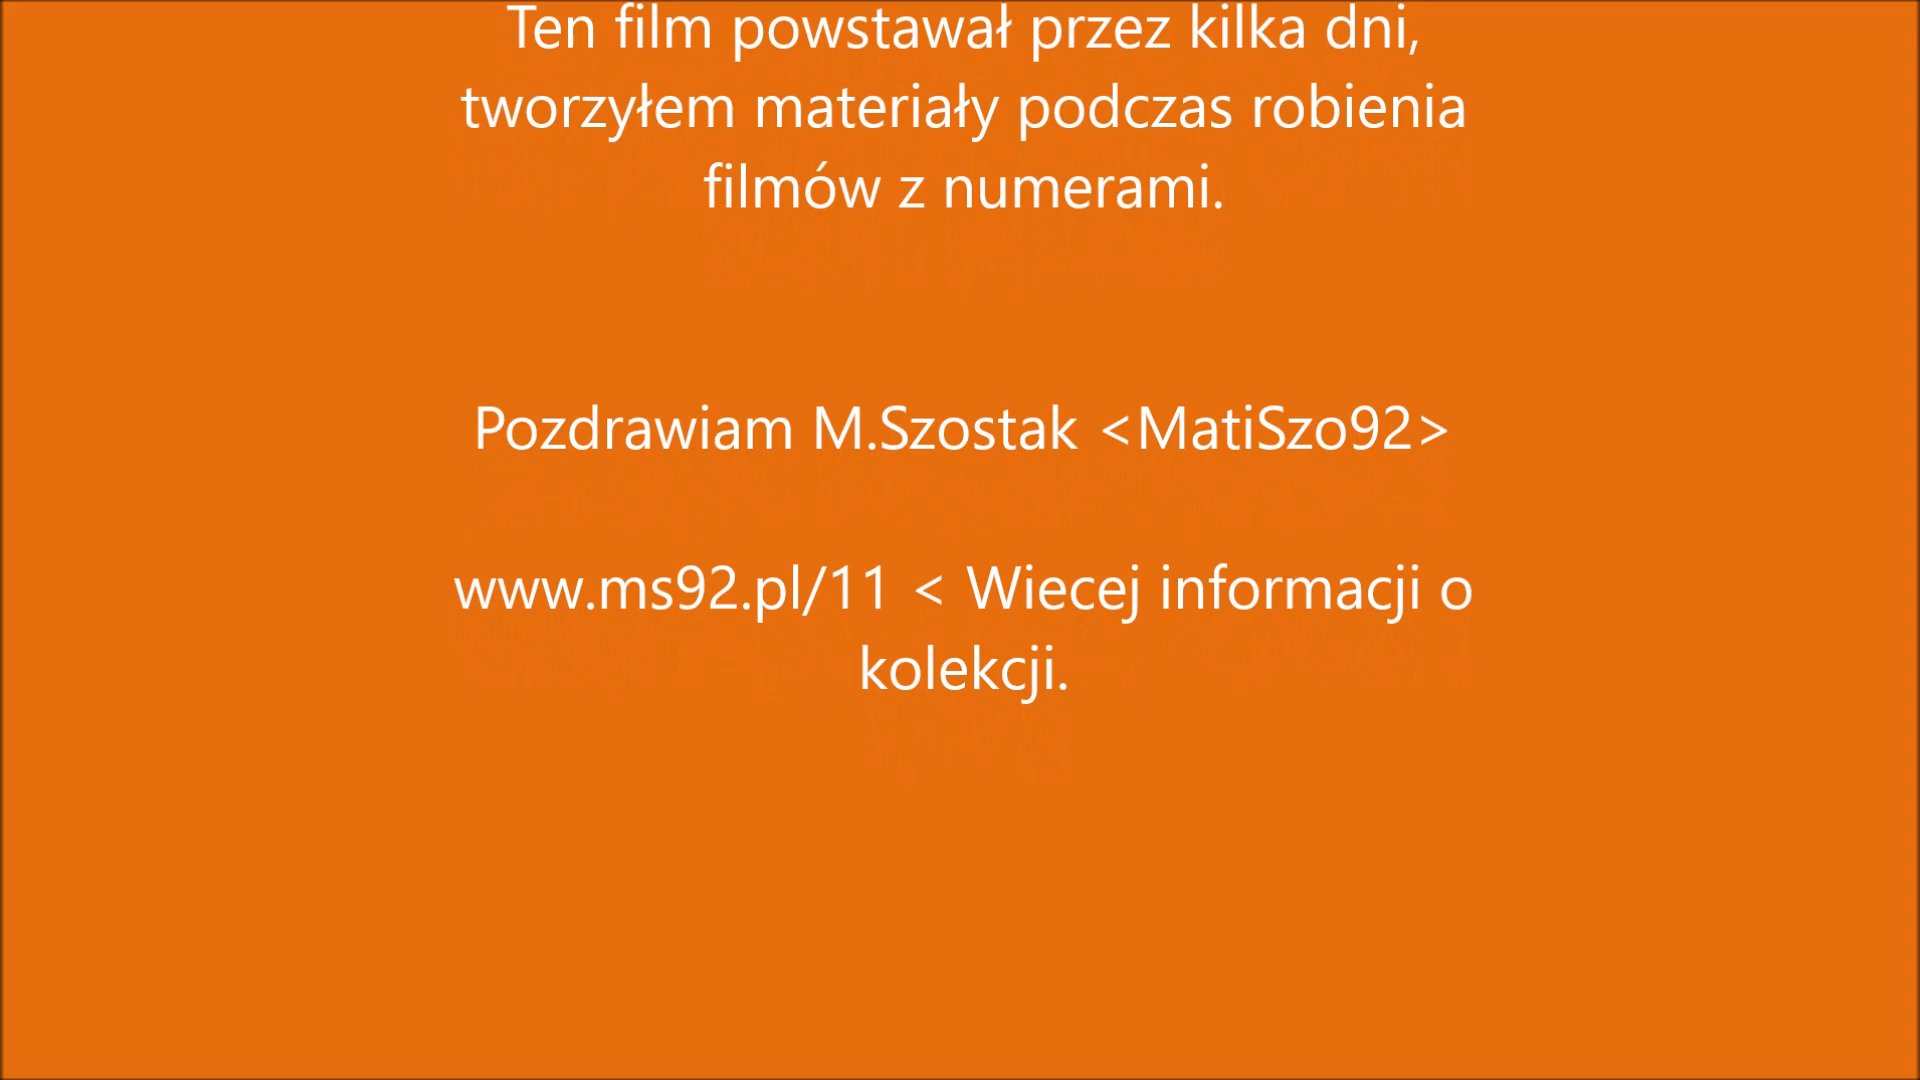 Ten film powstawał przez kilka dni,
tworzyłem materiały podczas robienia
filmów z numerami.
Pozdrawiam M.Szostak <MatiSzo92>
www.ms92.pl/11 < Wiecej informacji o
kolekcji.